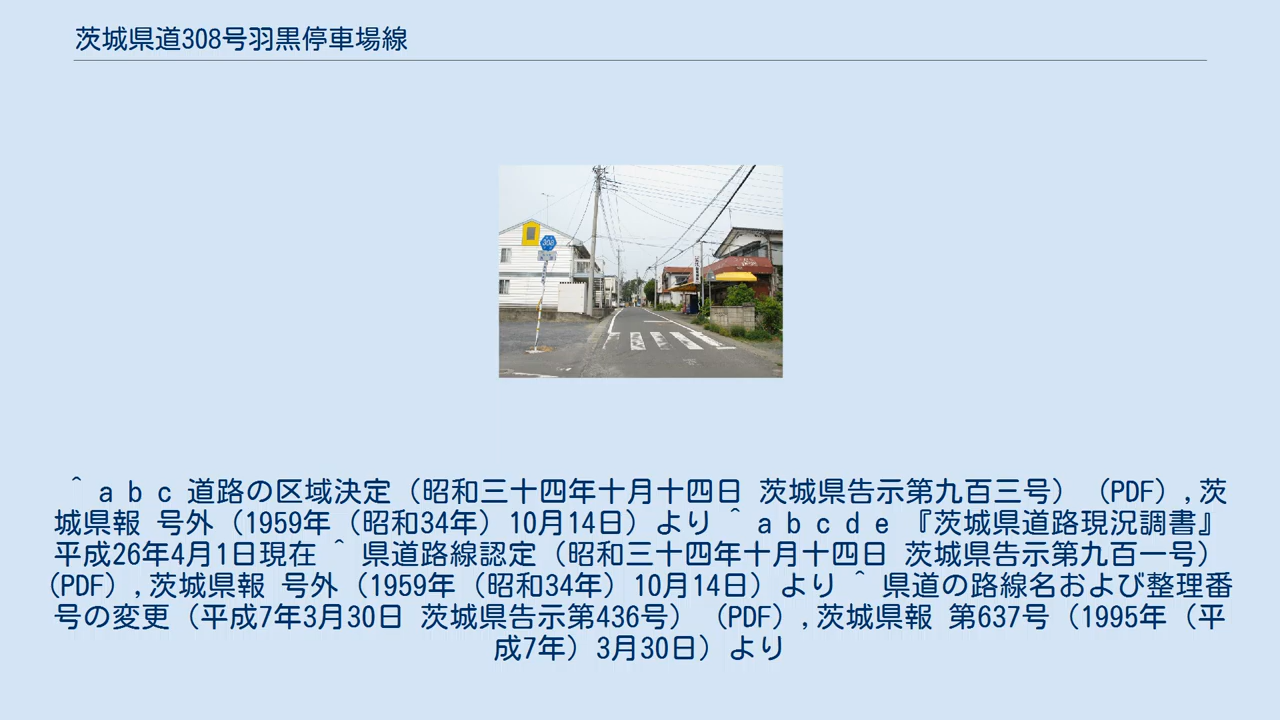 茨城県道308号羽黒停車場線
308
^ a b c 道路の区域決定（昭和三十四年十月十四日 茨城県告示第九百三号）（PDF）,茨
城県報 号外（1959年（昭和34年）10月14日）より ^ a b c d e 『茨城県道路現況調書』
平成26年4月1日現在 ^ 県道路線認定（昭和三十四年十月十四日 茨城県告示第九百一号）
（PDF）,茨城県報 号外（1959年（昭和34年）10月14日）より ^ 県道の路線名および整理番
号の変更（平成7年3月30日 茨城県告示第436号）（PDF）,茨城県報 第637号（1995年（平
成7年）3月30日）より